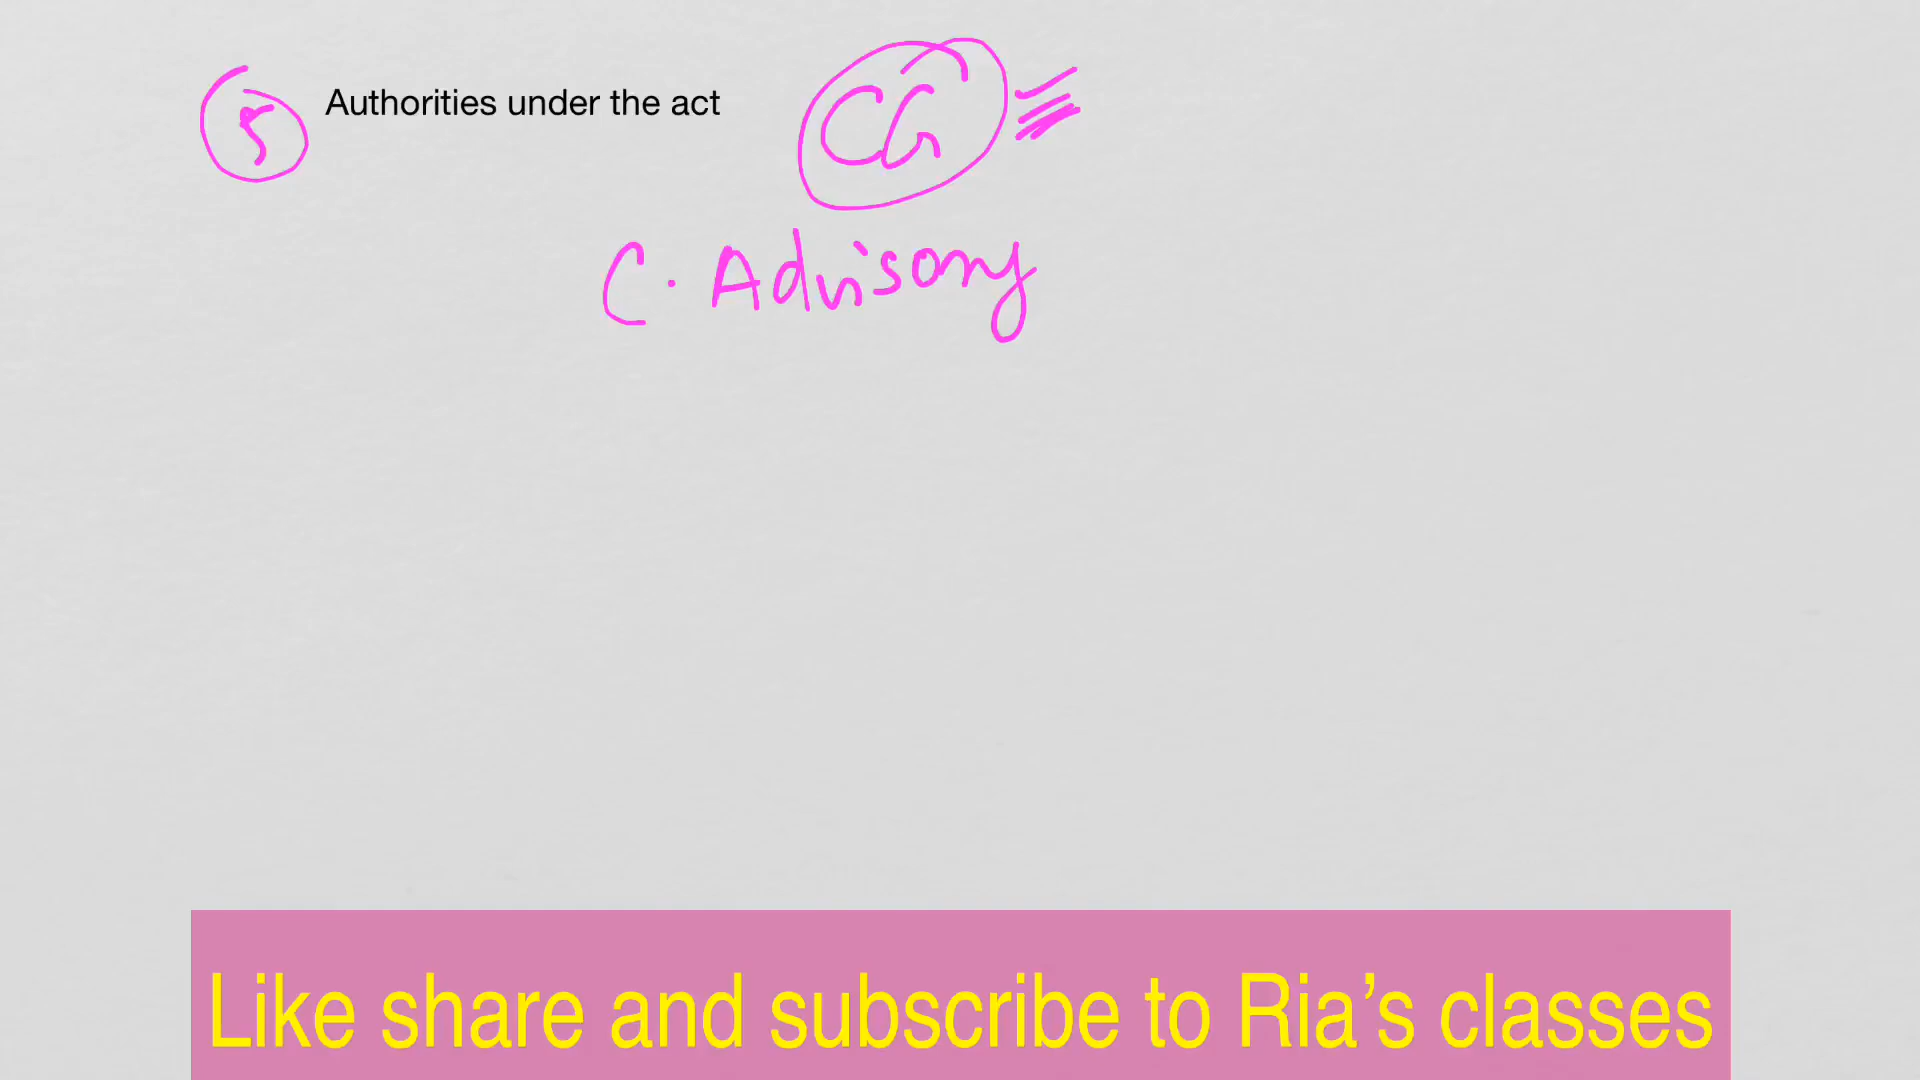 5 Authorities under the act CG
C. Advisory
Like share and subscribe to Ria’s classes